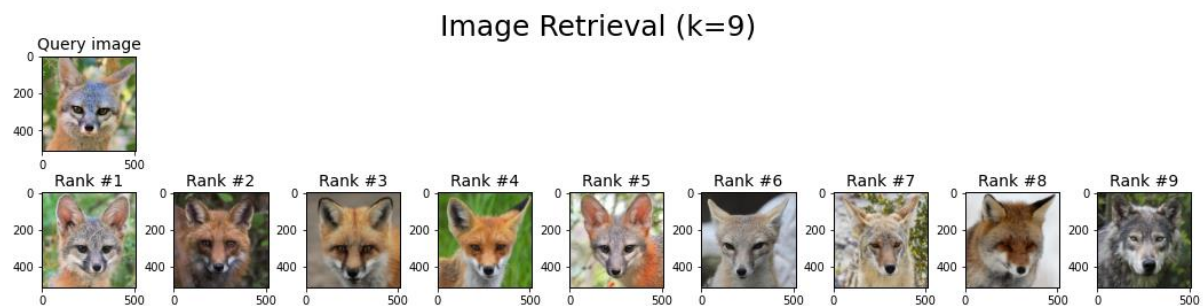 Image Retrieval (k=9)
Query image
0
200
400
0 500
Rank #1 Rank #2 Rank #3 Rank #4 Rank #5 Rank #6 Rank #7 Rank #8 Rank #9
0 0 0 0 0 0 0 0 0
200 200 200 200 200 200 200 200 200
400 400 400 400 400 400 400 400 400
0 500 0 500 0 500 0 500 0 500 0 500 0 500 0 500 0 500